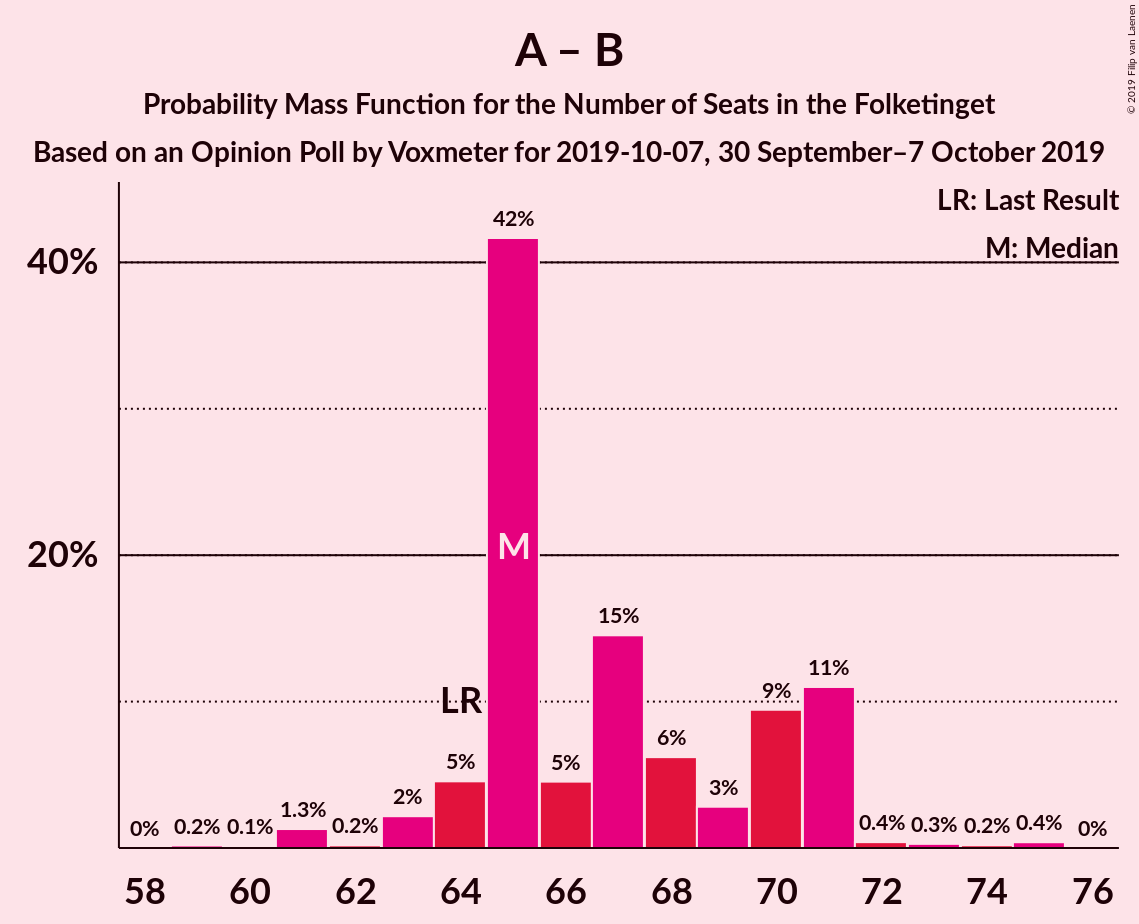 A – B
Probability Mass Function for the Number of Seats in the Folketinget
Based on an Opinion Poll by Voxmeter for 2019-10-07, 30 September–7 October 2019
© 2019 Filip van Laenen
LR: Last Result
M: Median
40%
20%
0%
0.2%
0.1%
1.3%
0.2%
2%
5%
42%
5%
15%
6%
3%
9%
11%
0.4%
0.3%
0.2%
0.4%
0%
LR
M
58 60 62 64 66 68 70 72 74 76